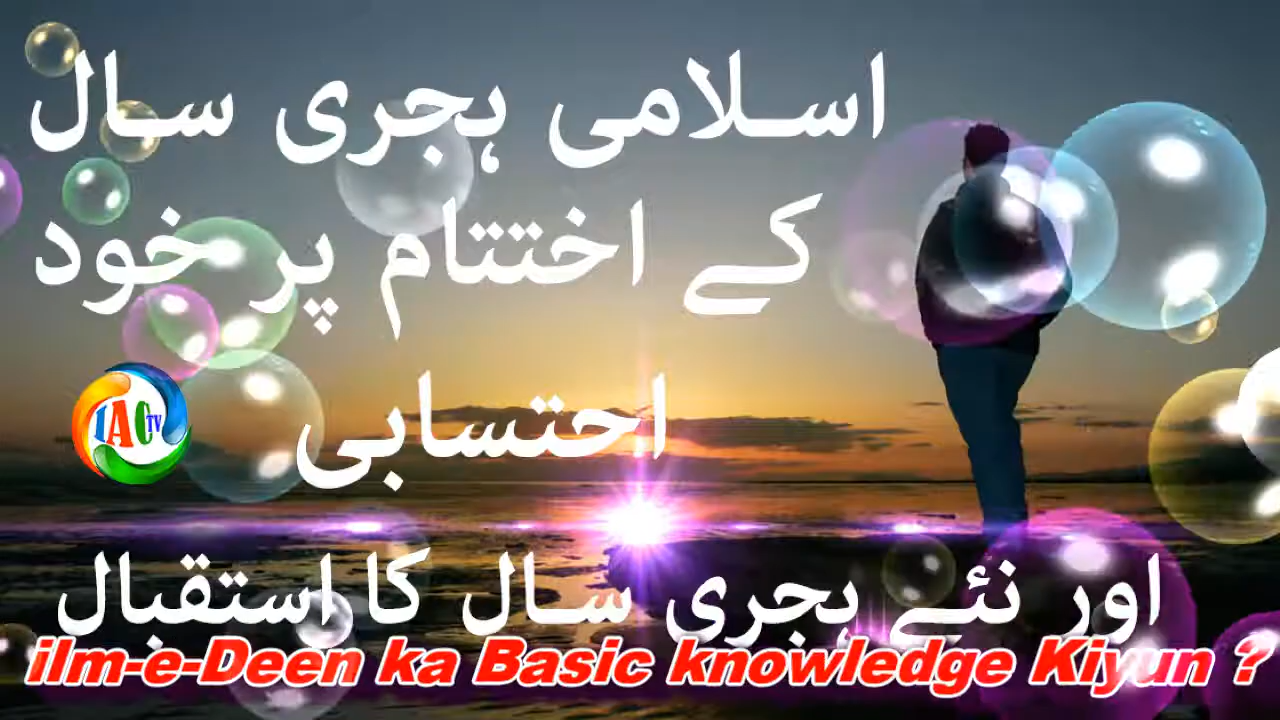 اسلامی ہجری سال
کے اختتام پر خود
احتسابی
IAC TV
اور نئے ہجری سال کا استقبال
ilm-e-Deen ka Basic knowledge Kiyun ?